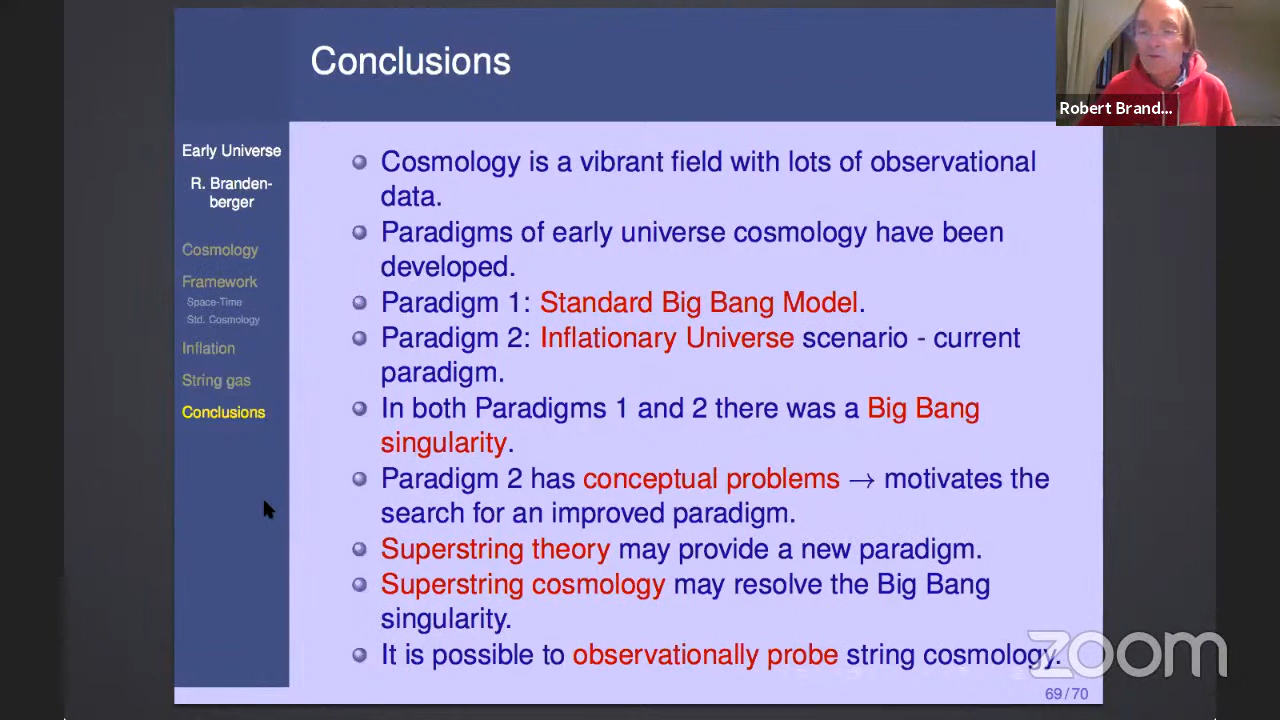 Conclusions
Robert Brand...
Early Universe
R. Branden-
berger
Cosmology
Framework
Space-Time
Std. Cosmology
Inflation
String gas
Conclusions
Cosmology is a vibrant field with lots of observational
data.
Paradigms of early universe cosmology have been
developed.
Paradigm 1: Standard Big Bang Model.
Paradigm 2: Inflationary Universe scenario - current
paradigm.
In both Paradigms 1 and 2 there was a Big Bang
singularity.
Paradigm 2 has conceptual problems → motivates the
search for an improved paradigm.
Superstring theory may provide a new paradigm.
Superstring cosmology may resolve the Big Bang
singularity.
It is possible to observationally probe string cosmology.
zoom
69/70